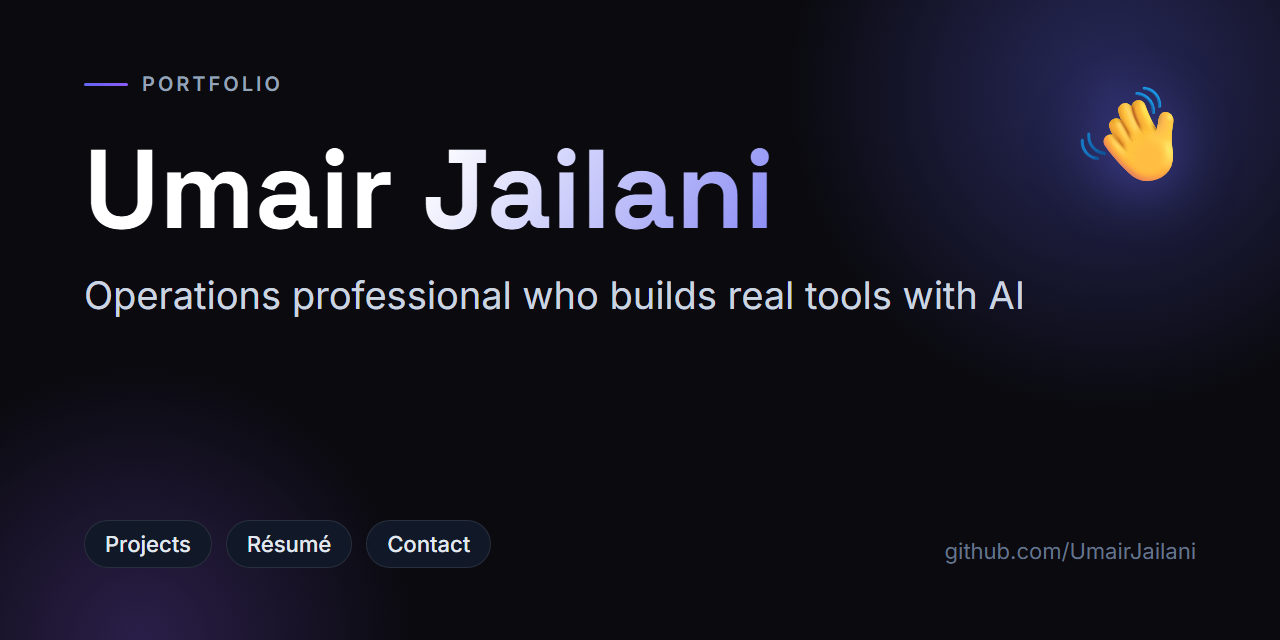 PORTFOLIO
Umair Jailani
Operations professional who builds real tools with AI
Projects Résumé Contact
github.com/UmairJailani